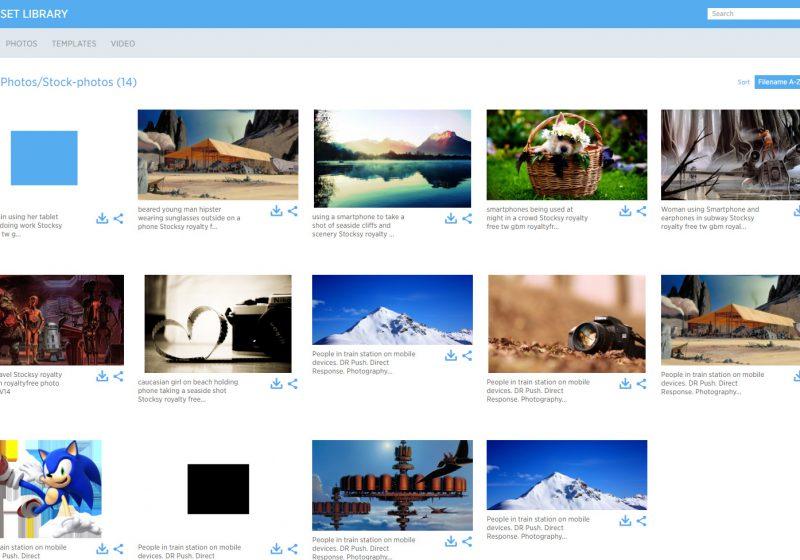 SET LIBRARY
Search
PHOTOS TEMPLATES VIDEO
Photos/Stock-photos (14)
Sort Filename A-Z
in using her tablet
doing work Stocksy
tw g...
beared young man hipster
wearing sunglasses outside on a
phone Stocksy royalty f...
using a smartphone to take a
shot of seaside cliffs and
scenery Stocksy royalty ...
smartphones being used at
night in a crowd Stocksy
royalty free tw gbm royaltyfr...
Woman using Smartphone and
earphones in subway Stocksy
royalty free tw gbm royal...
avel Stocksy royalty
n royaltyfree photo
V14
caucasian girl on beach holding
phone taking a seaside shot
Stocksy royalty free...
People in train station on mobile
devices. DR Push. Direct
Response. Photography...
People in train station on mobile
devices. DR Push. Direct
Response. Photography...
People in train station on mobile
devices. DR Push. Direct
Response. Photography...
train station on mobile
DR Push. Direct
People in train station on mobile
devices. DR Push. Direct
People in train station on mobile
devices. DR Push. Direct
Response. Photography...
People in train station on mobile
devices. DR Push. Direct
Response. Photography...